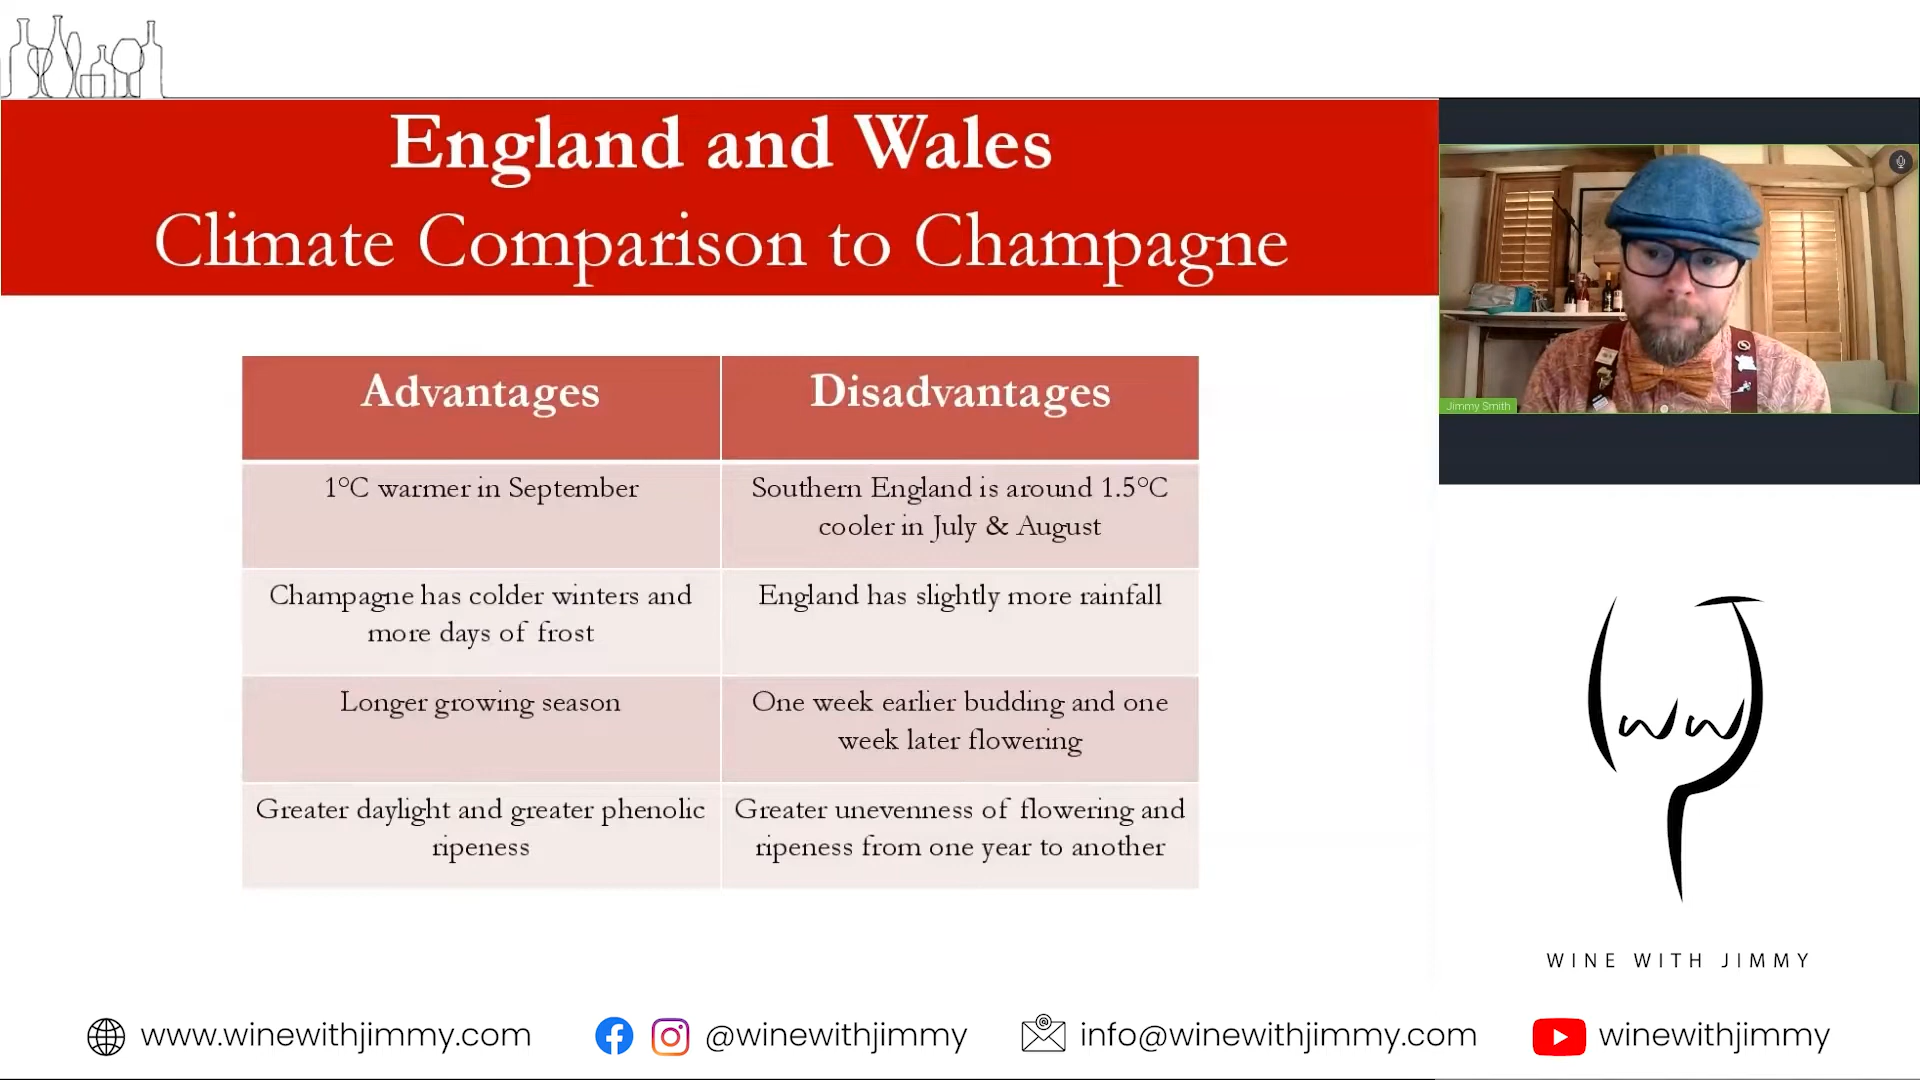 England and Wales
Climate Comparison to Champagne
Advantages
Disadvantages
1°C warmer in September
Southern England is around 1.5°C
cooler in July & August
Champagne has colder winters and
more days of frost
England has slightly more rainfall
Longer growing season
One week earlier budding and one
week later flowering
Greater daylight and greater phenolic
ripeness
Greater unevenness of flowering and
ripeness from one year to another
Jimmy Smith
ww
WINE WITH JIMMY
www.winewithjimmy.com
@winewithjimmy
info@winewithjimmy.com
winewithjimmy